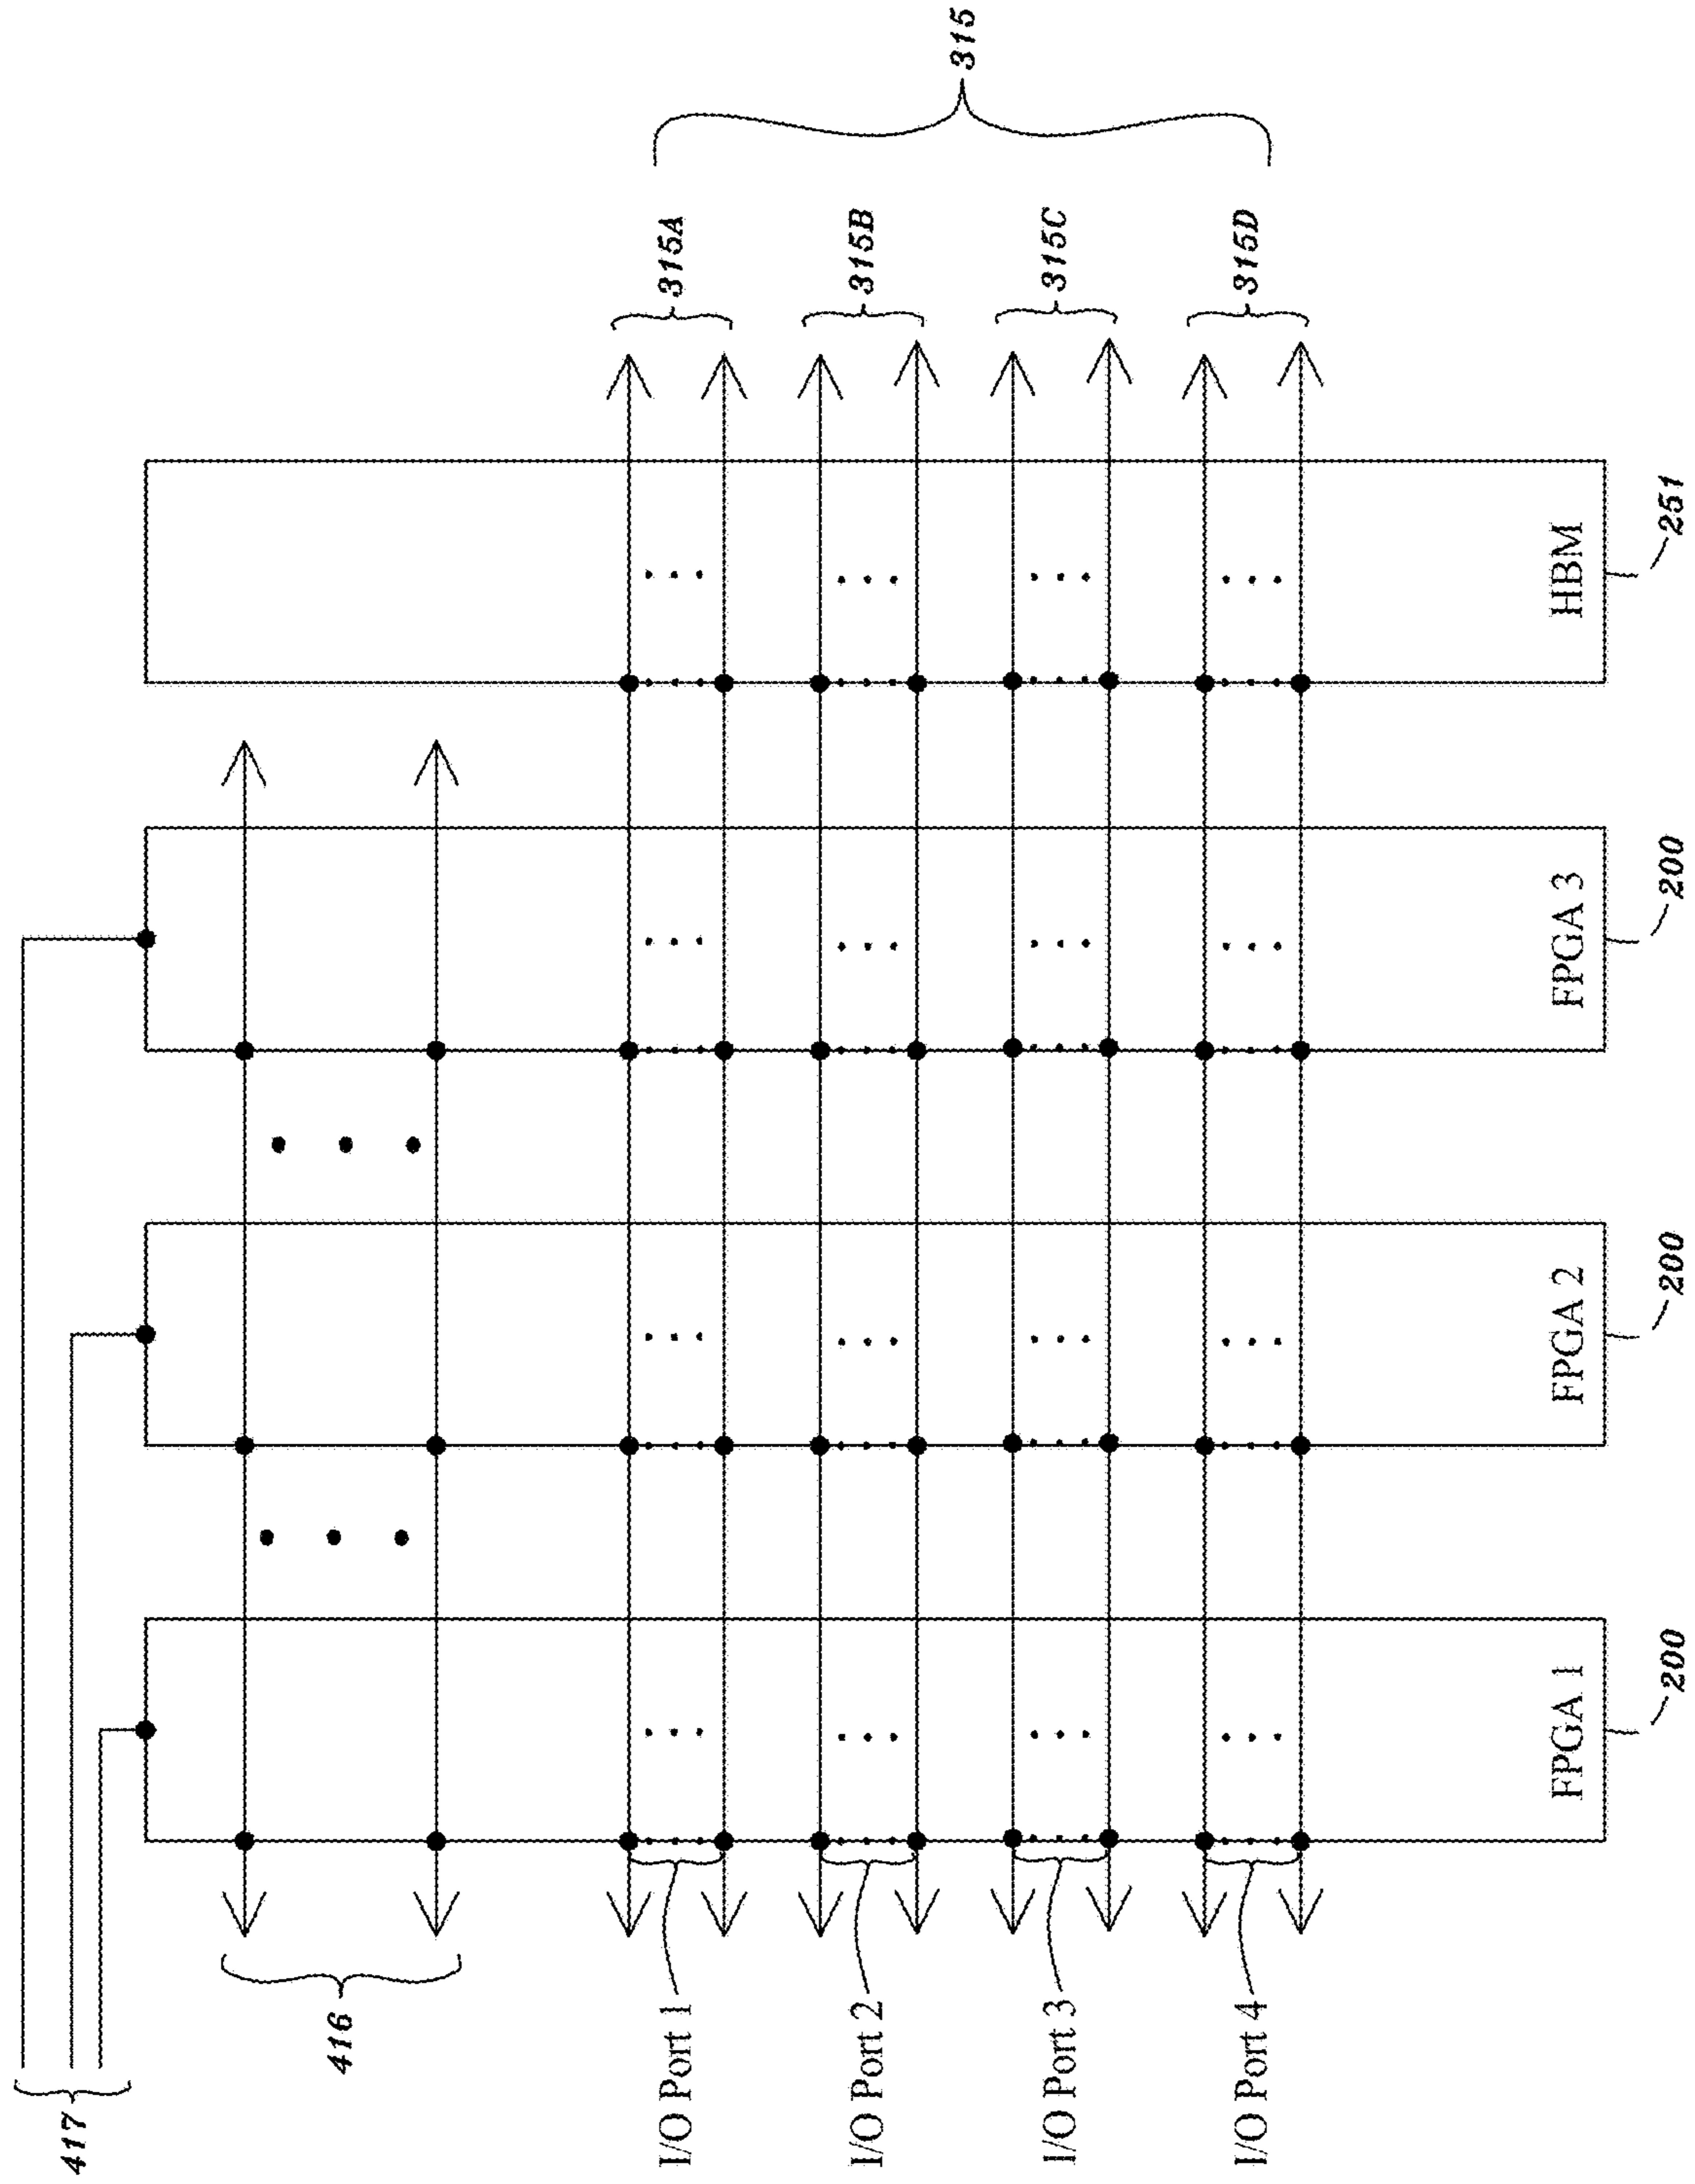 417
416
I/O Port 1
I/O Port 2
I/O Port 3
I/O Port 4
FPGA 1
200
FPGA 2
200
FPGA 3
200
HBM
251
315A
315B
315C
315D
315